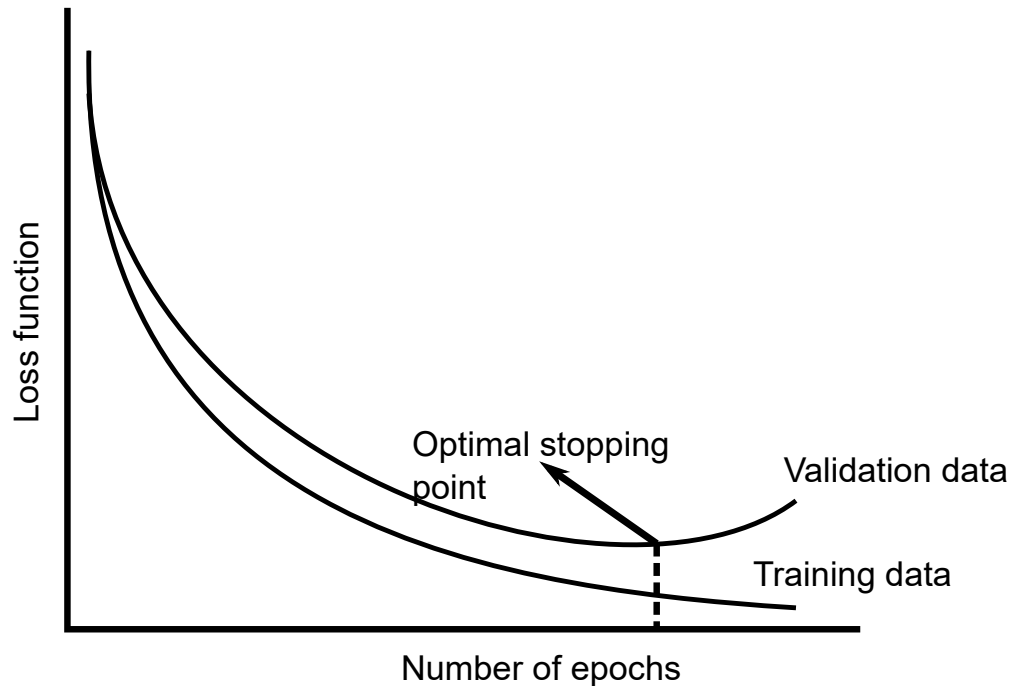 Loss function
Optimal stopping
point
Validation data
Training data
Number of epochs